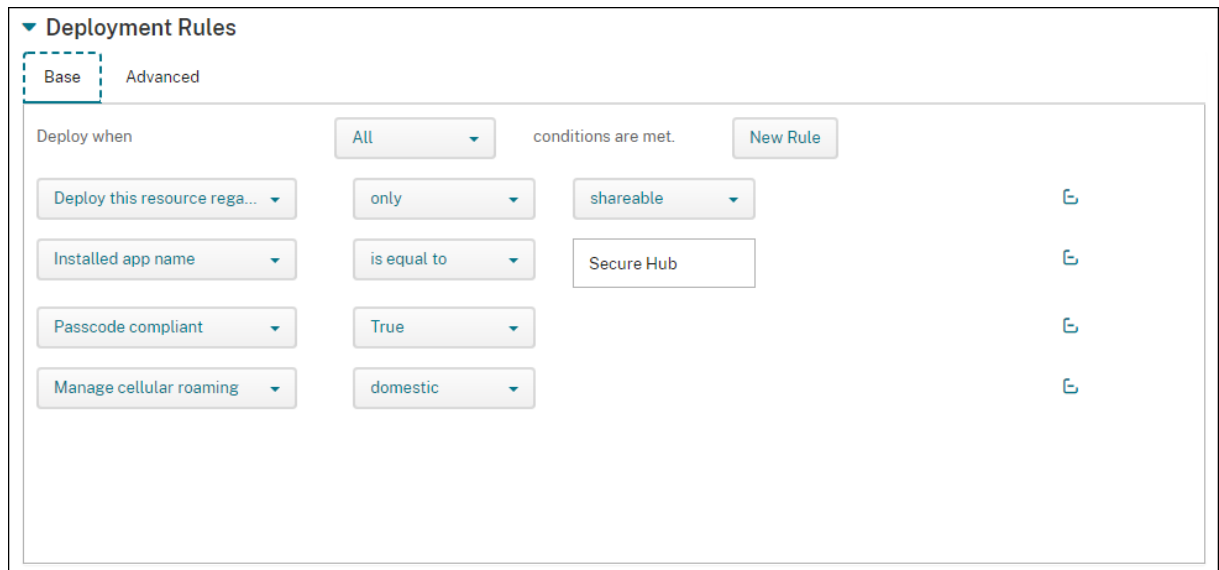 Deployment Rules
Base Advanced
Deploy when All conditions are met. New Rule
Deploy this resource rega... only shareable
Installed app name is equal to Secure Hub
Passcode compliant True
Manage cellular roaming domestic